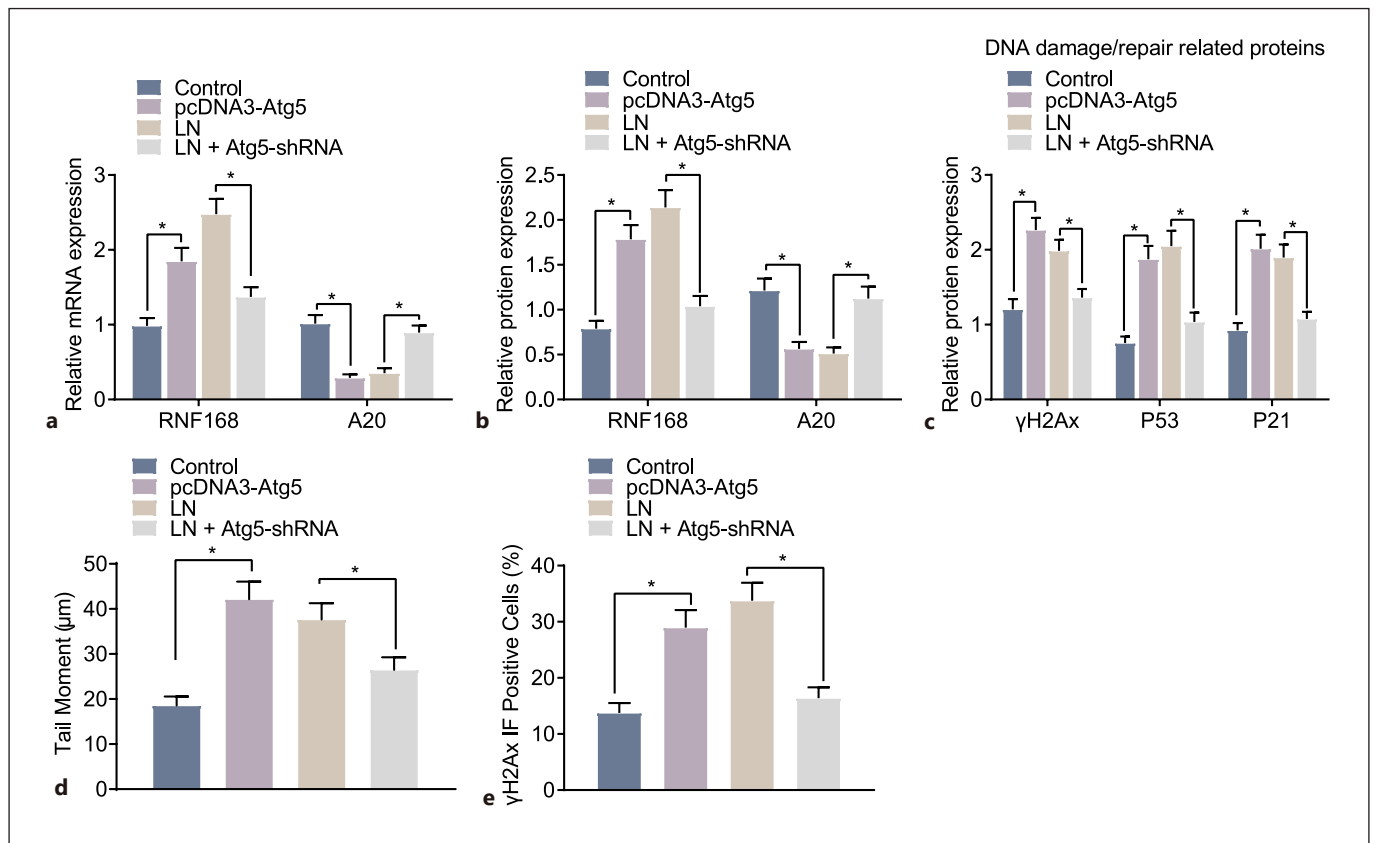 DNA damage/repair related proteins
Control
pcDNA3-Atg5
LN
LN + Atg5-shRNA
Relative mRNA expression
3
2
1
0
*
*
*
*
RNF168
A20
a
Control
pcDNA3-Atg5
LN
LN + Atg5-shRNA
Relative protien expression
2.5
2.0
1.5
1.0
0.5
0.0
*
*
*
*
RNF168
A20
b
Control
pcDNA3-Atg5
LN
LN + Atg5-shRNA
Relative protien expression
3
2
1
0
*
*
*
*
*
*
γH2Ax
P53
P21
c
Control
pcDNA3-Atg5
LN
LN + Atg5-shRNA
Tail Moment (μm)
50
40
30
20
10
0
*
*
d
Control
pcDNA3-Atg5
LN
LN + Atg5-shRNA
γH2Ax IF Positive Cells (%)
40
30
20
10
0
*
*
e